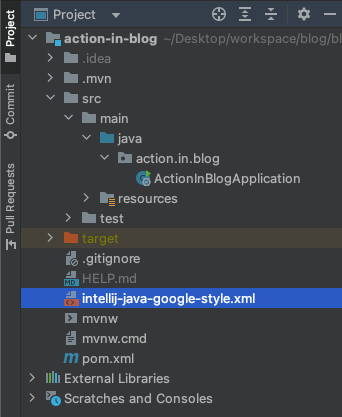 Project
Commit
Pull Requests
Project
action-in-blog ~/Desktop/workspace/blog/bl
.idea
.mvn
src
main
java
action.in.blog
ActionInBlogApplication
resources
test
target
.gitignore
HELP.md
intellij-java-google-style.xml
mvnw
mvnw.cmd
pom.xml
External Libraries
Scratches and Consoles